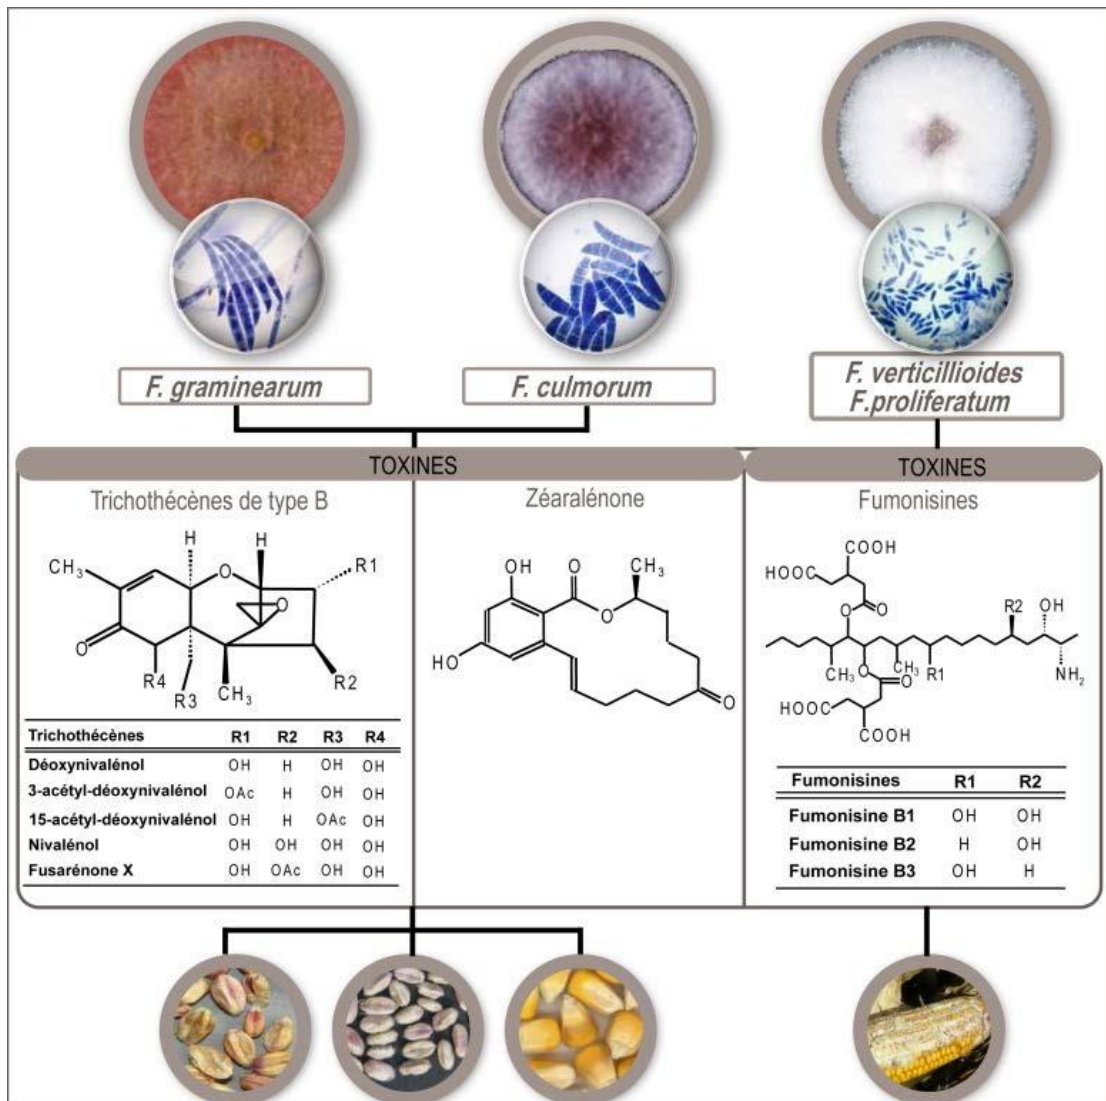 F. graminearum
F. culmorum
F. verticillioides
F.proliferatum
TOXINES
Trichothécènes de type B
H
H
CH3
O
R1
O
O
R4
R3
CH3
R2
Trichothécènes R1 R2 R3 R4
Déoxynivalénol OH H OH OH
3-acétyl-déoxynivalénol OAc H OH OH
15-acétyl-déoxynivalénol OH H OAc OH
Nivalénol OH OH OH OH
Fusarénone X OH OAc OH OH
Zéaralénone
OH
O
CH3
O
HO
O
TOXINES
Fumonisines
COOH
HOOC
O
O
R2
OH
CH3
CH3
R1
NH2
O
O
HOOC
COOH
Fumonisines R1 R2
Fumonisine B1 OH OH
Fumonisine B2 H OH
Fumonisine B3 OH H